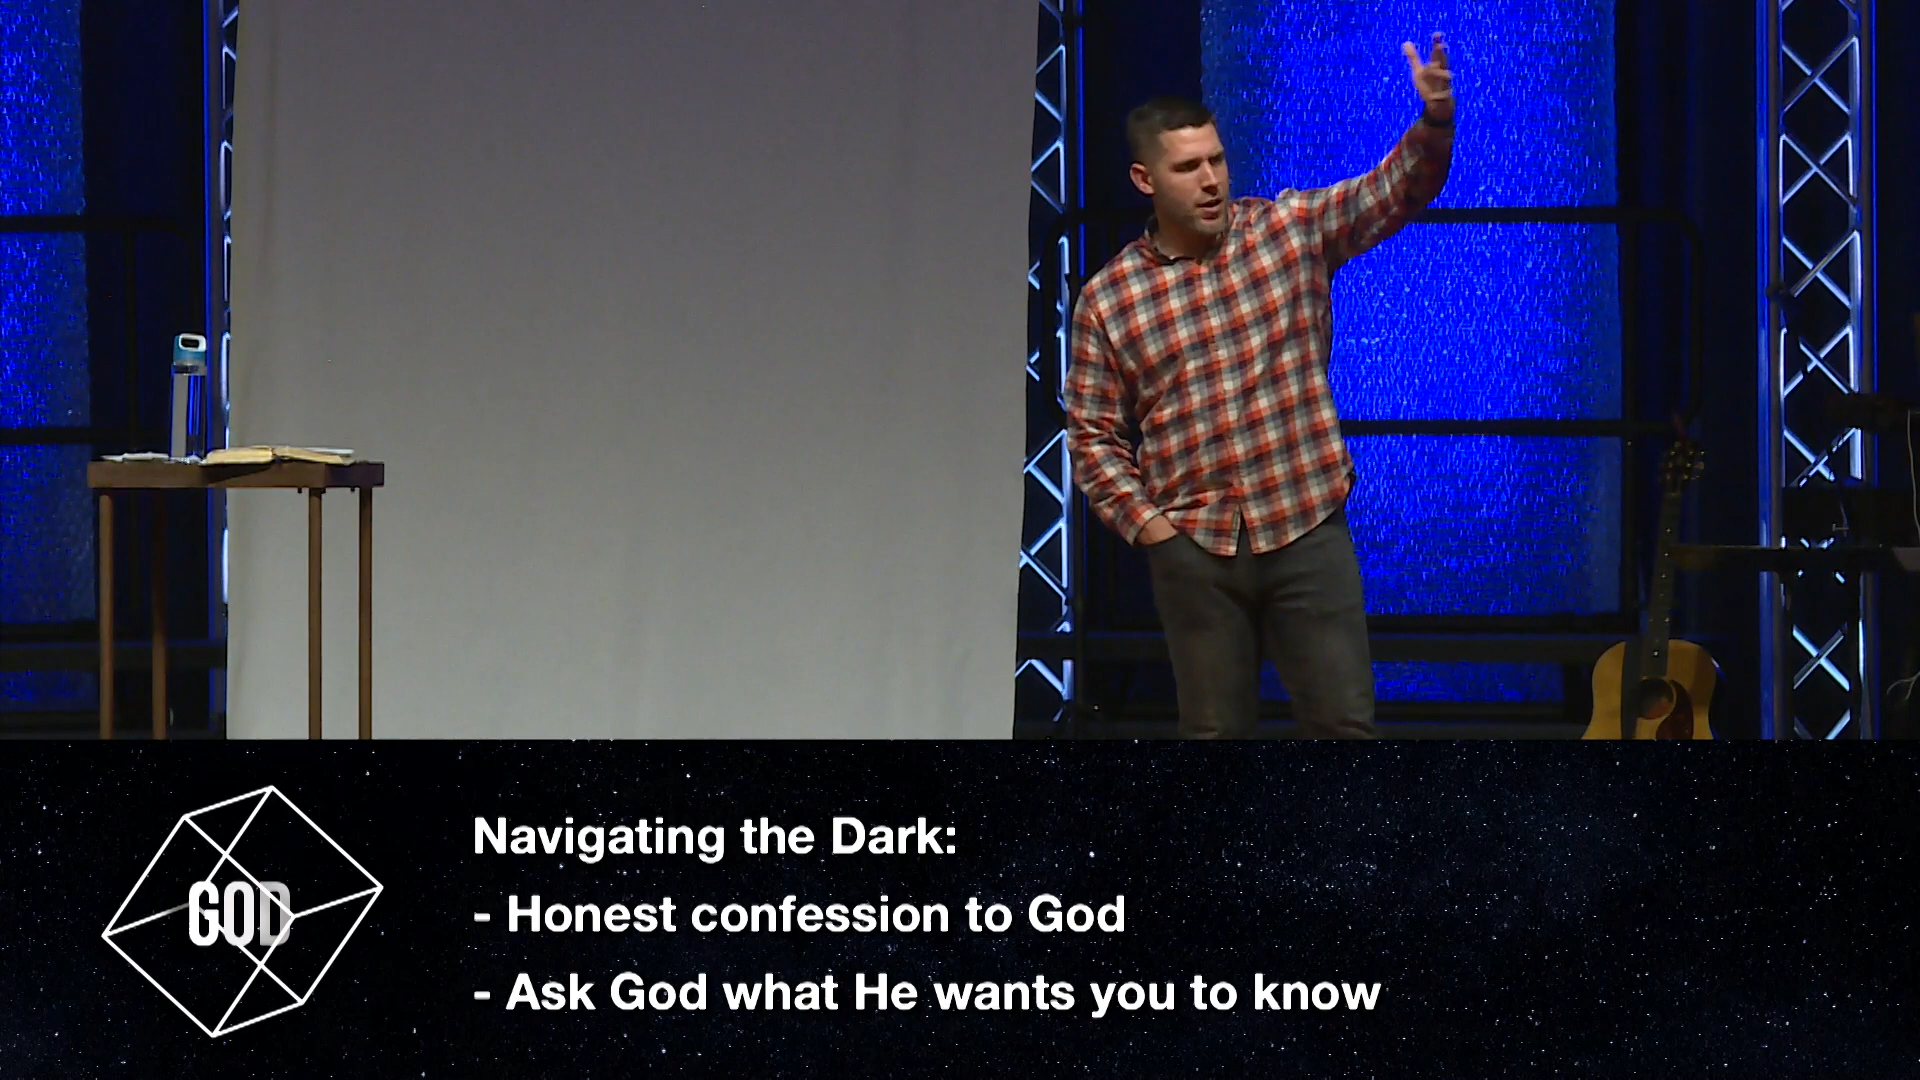 GOD
Navigating the Dark:
- Honest confession to God
- Ask God what He wants you to know